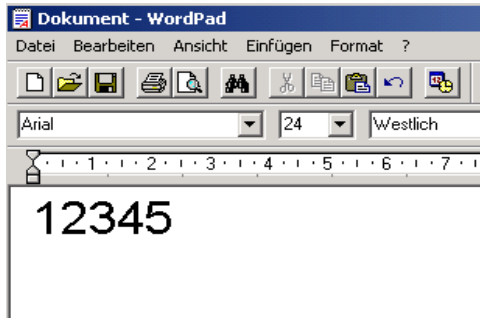 Dokument - WordPad
Datei Bearbeiten Ansicht Einfügen Format ?
Arial 24 Westlich
1 2 3 4 5 6 7
12345